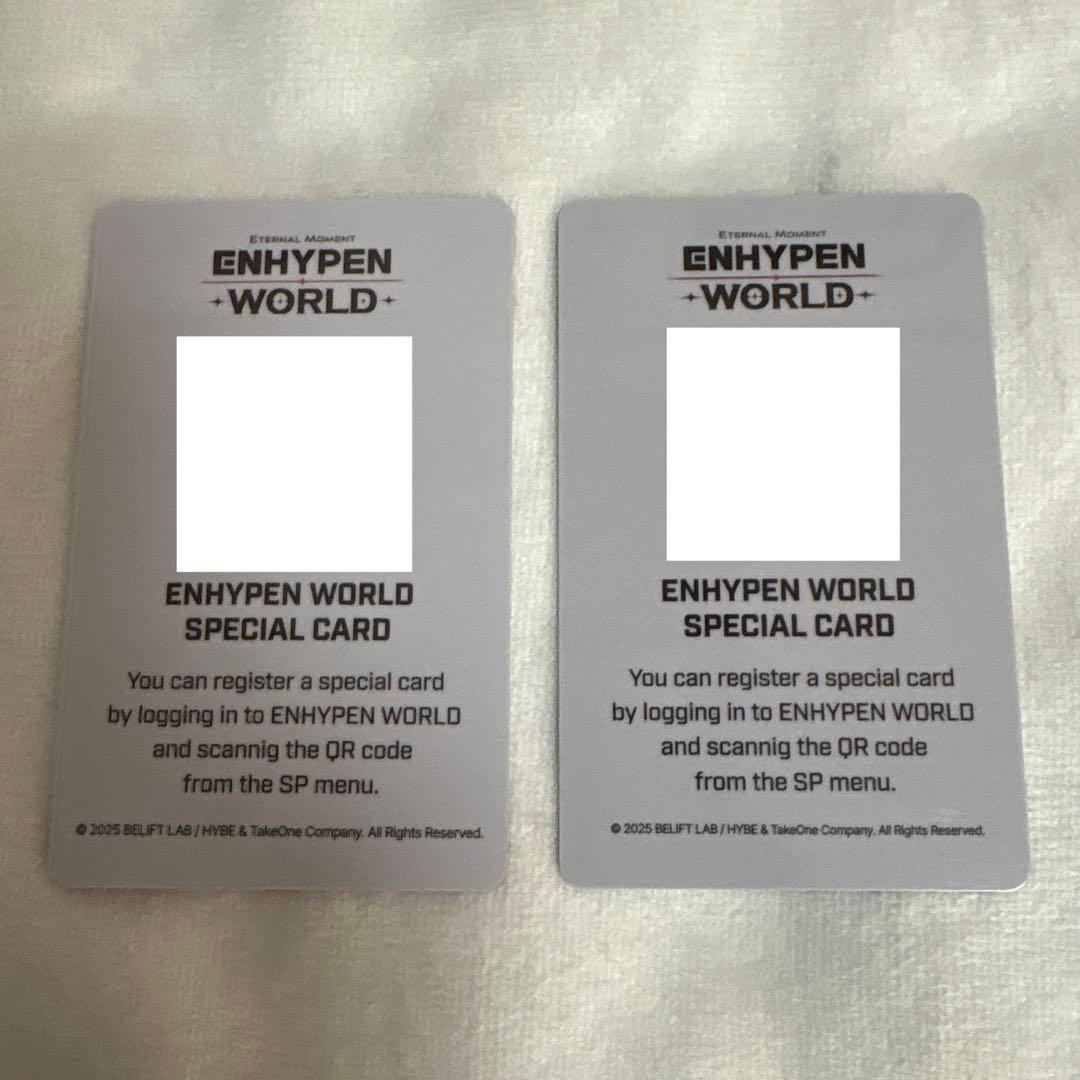 ETERNAL MOMENT
ENHYPEN
WORLD
ENHYPEN WORLD
SPECIAL CARD
You can register a special card
by logging in to ENHYPEN WORLD
and scannig the QR code
from the SP menu.
© 2025 BELIFT LAB / HYBE & TakeOne Company. All Rights Reserved.
ETERNAL MOMENT
ENHYPEN
WORLD
ENHYPEN WORLD
SPECIAL CARD
You can register a special card
by logging in to ENHYPEN WORLD
and scannig the QR code
from the SP menu.
© 2025 BELIFT LAB / HYBE & TakeOne Company. All Rights Reserved.